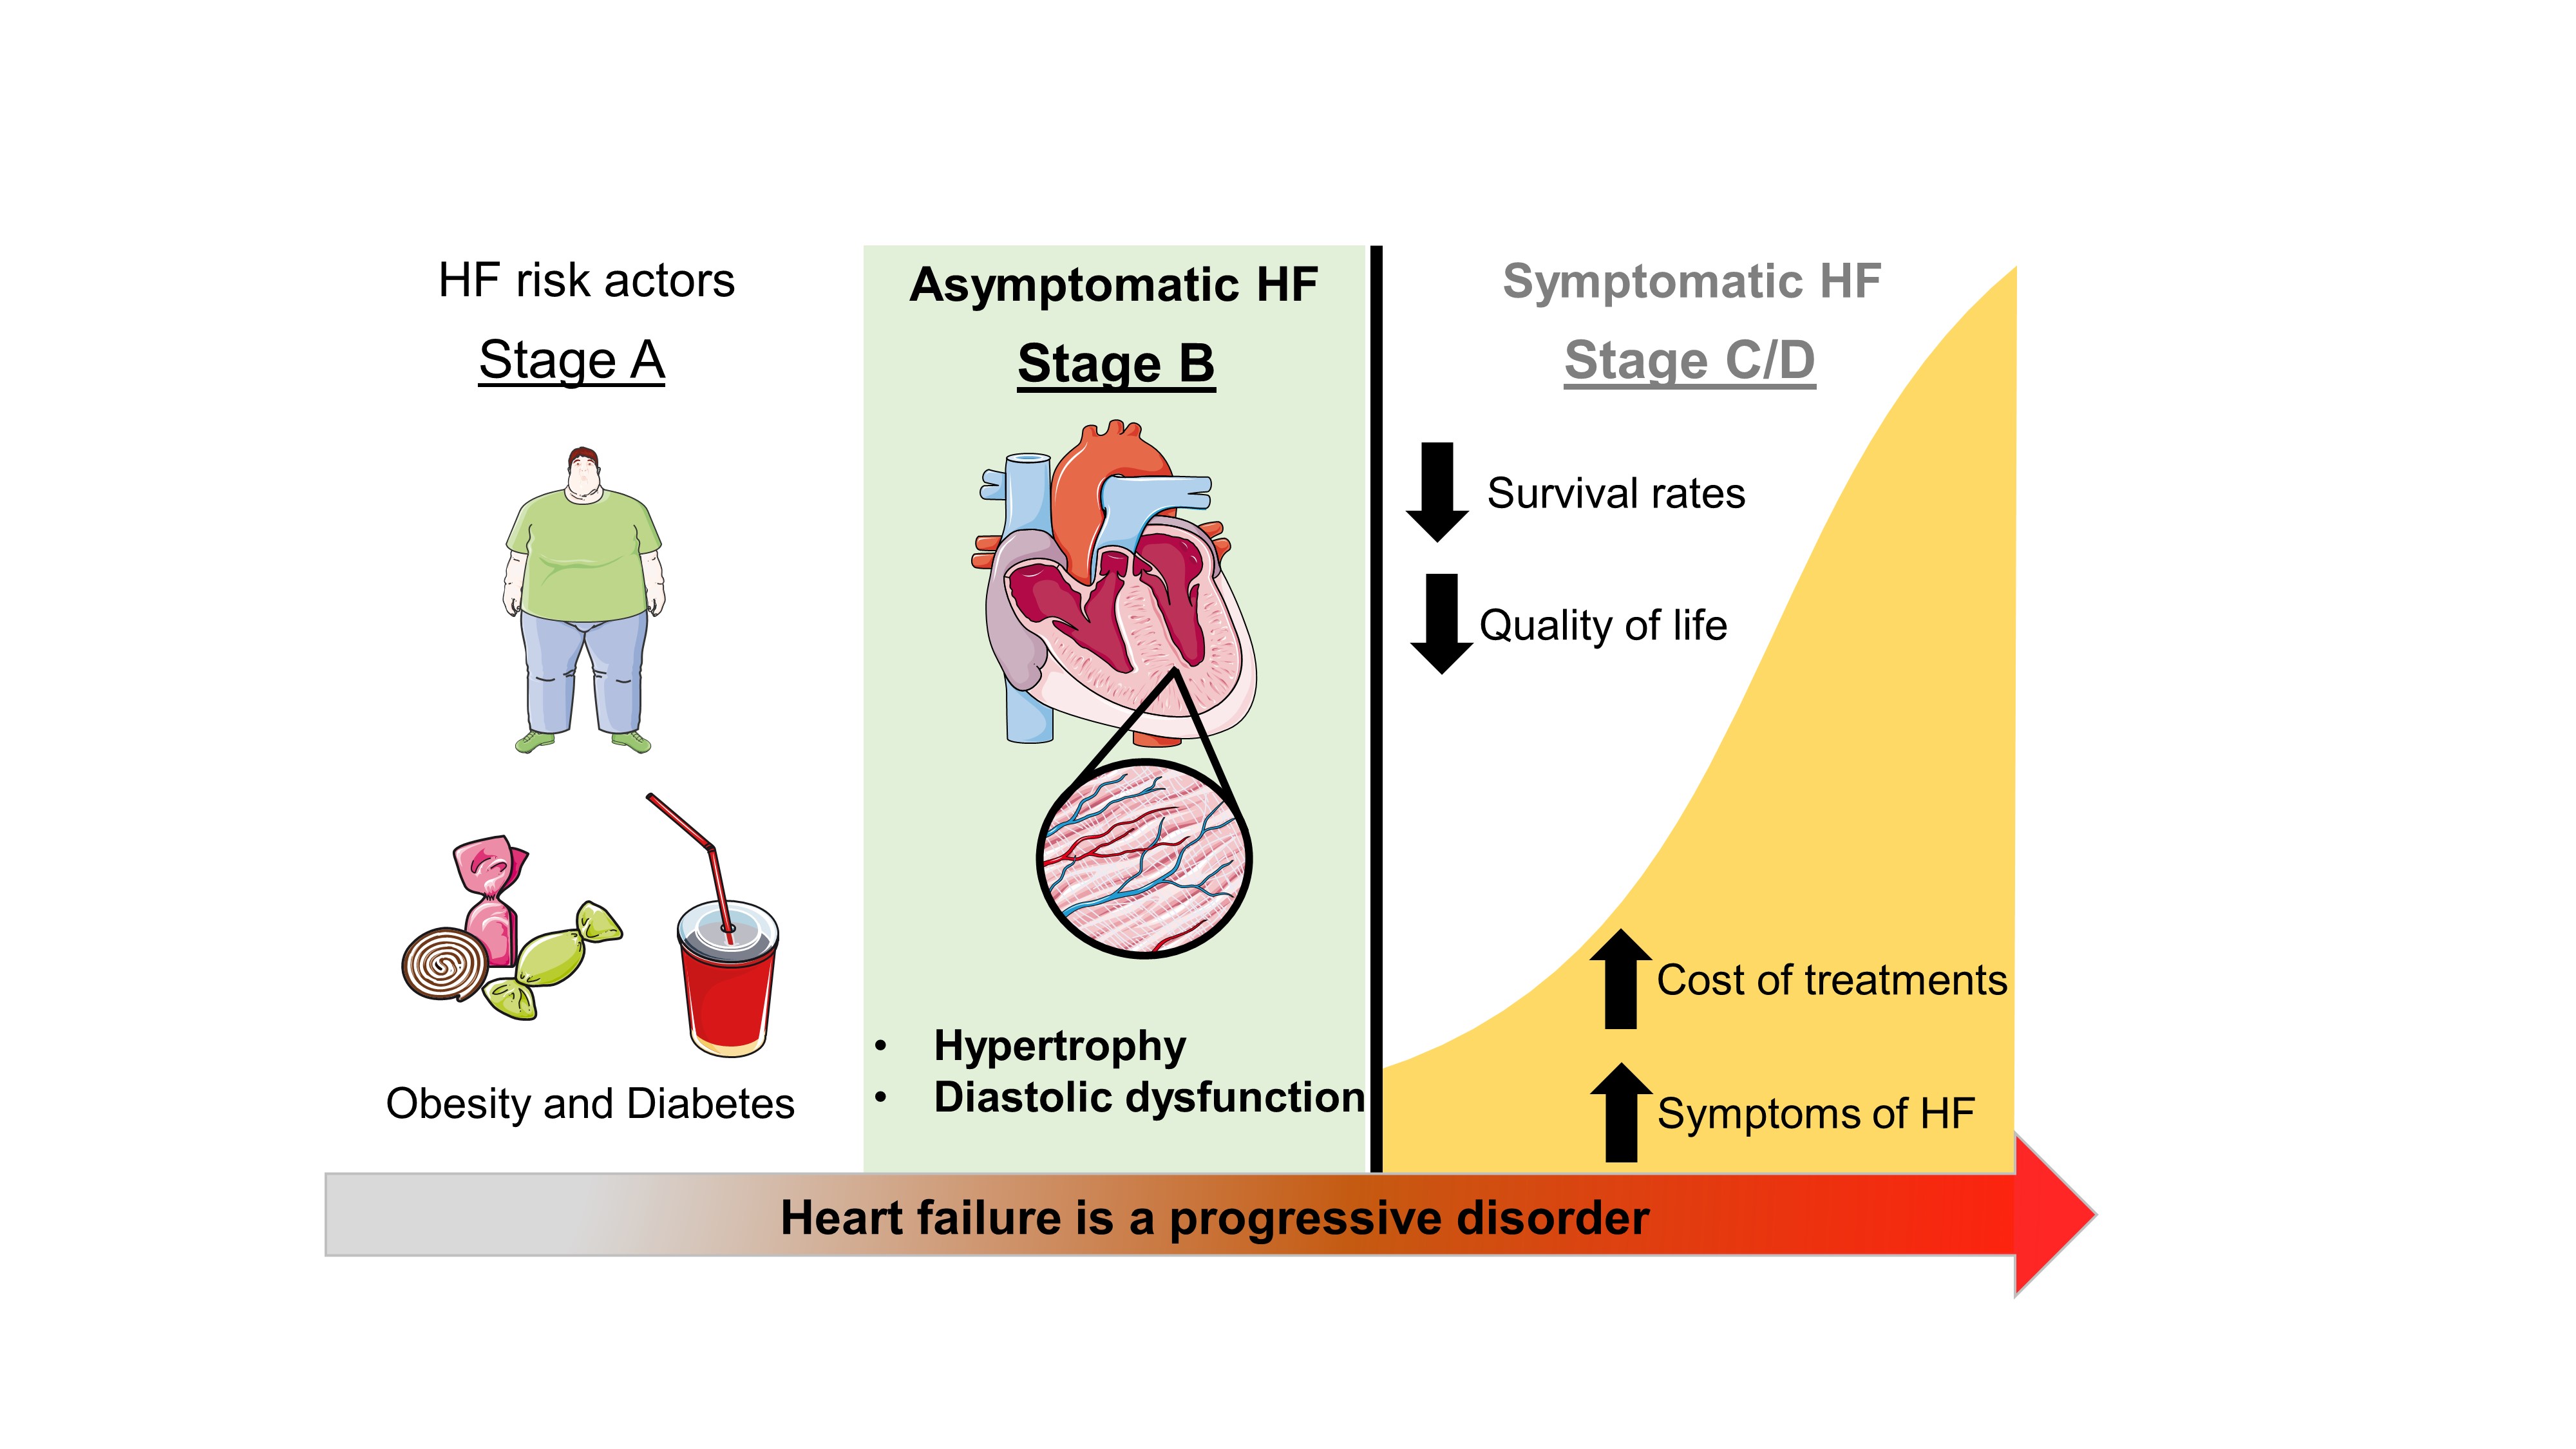 HF risk actors
Stage A
Obesity and Diabetes
Asymptomatic HF
Stage B
• Hypertrophy
• Diastolic dysfunction
Symptomatic HF
Stage C/D
Survival rates
Quality of life
Cost of treatments
Symptoms of HF
Heart failure is a progressive disorder